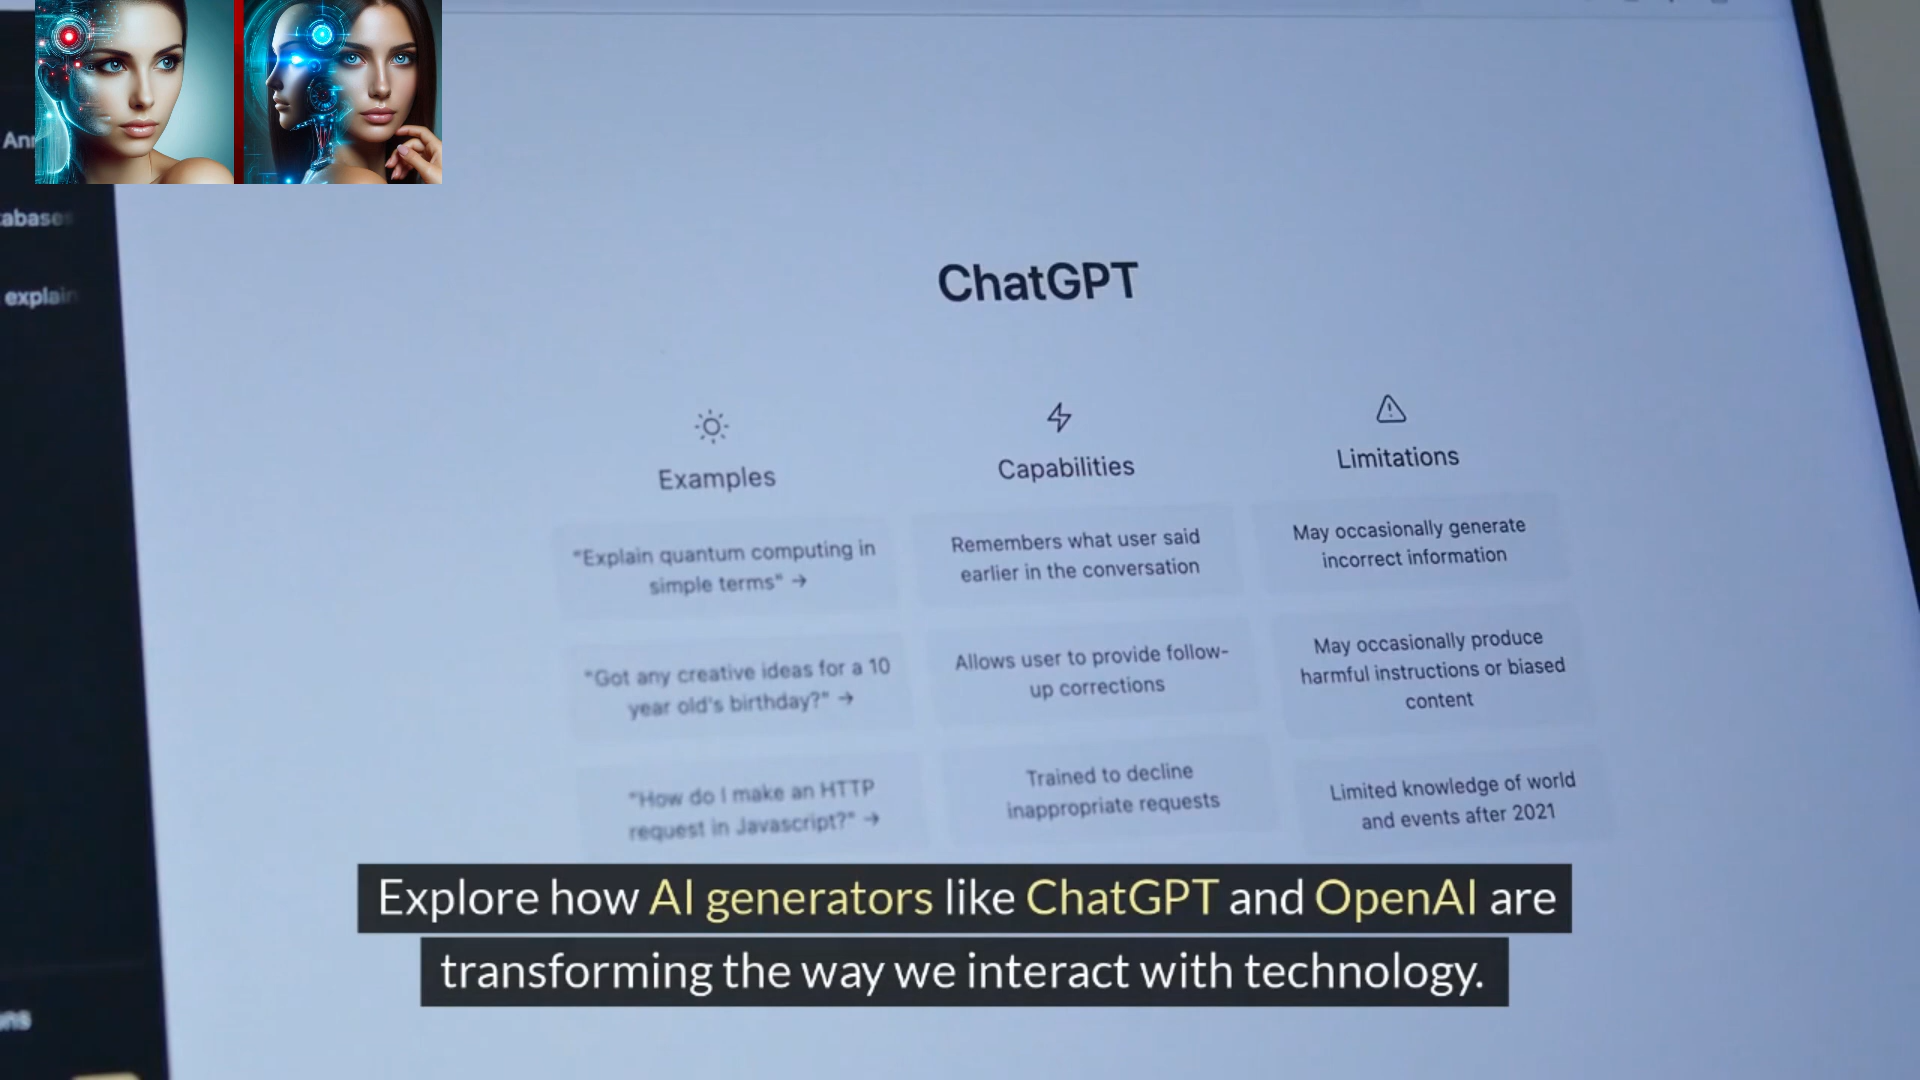 ChatGPT
Examples
Capabilities
Limitations
"Explain quantum computing in
simple terms" →
Remembers what user said
earlier in the conversation
May occasionally generate
incorrect information
"Got any creative ideas for a 10
year old's birthday?" →
Allows user to provide follow-
up corrections
May occasionally produce
harmful instructions or biased
content
"How do I make an HTTP
request in Javascript?" →
Trained to decline
inappropriate requests
Limited knowledge of world
and events after 2021
explain
Explore how AI generators like ChatGPT and OpenAI are
transforming the way we interact with technology.